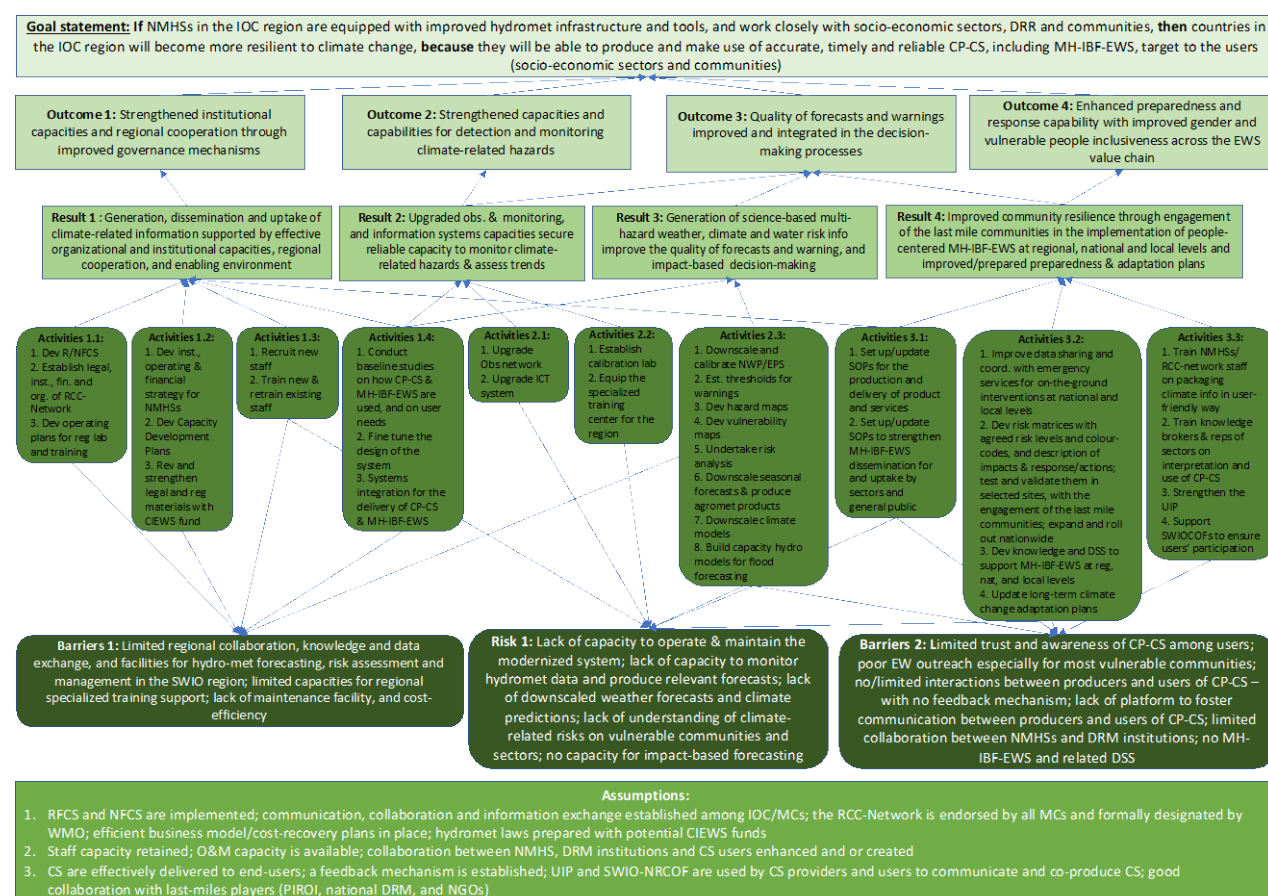 Goal statement: If NMHSs in the IOC region are equipped with improved hydromet infrastructure and tools, and work closely with socio-economic sectors, DRR and communities, then countries in
the IOC region will become more resilient to climate change, because they will be able to produce and make use of accurate, timely and reliable CP-CS, including MH-IBF-EWS, target to the users
(socio-economic sectors and communities)
Outcome 1: Strengthened institutional
capacities and regional cooperation through
improved governance mechanisms
Outcome 2: Strengthened capacities and
capabilities for detection and monitoring
climate-related hazards
Outcome 3: Quality of forecasts and warnings
improved and integrated in the decision-
making processes
Outcome 4: Enhanced preparedness and
response capability with improved gender and
vulnerable people inclusiveness across the EWS
value chain
Result 1 : Generation, dissemination and uptake of
climate-related information supported by effective
organizational and institutional capacities, regional
cooperation, and enabling environment
Result 2: Upgraded obs. & monitoring,
and information systems capacities secure
reliable capacity to monitor climate-
related hazards & assess trends
Result 3: Generation of science-based multi-
hazard weather, climate and water risk info
improve the quality of forecasts and warning, and
impact-based decision-making
Result 4: Improved community resilience through engagement
of the last mile communities in the implementation of people-
centered MH-IBF-EWS at regional, national and local levels and
improved/prepared preparedness & adaptation plans
Activities 1.1:
1. Dev R/NFCS
2. Establish legal,
inst., fin. and
org. of RCC-
Network
3. Dev operating
plans for reg lab
and training
Activities 1.2:
1. Dev inst.,
operating &
financial
strategy for
NMHSs
2. Dev Capacity
Development
Plans
3. Rev and
strengthen
legal and reg
materials with
CIEWS fund
Activities 1.3:
1. Recruit new
staff
2. Train new &
retrain existing
staff
Activities 1.4:
1. Conduct
baseline studies
on how CP-CS &
MH-IBF-EWS are
used, and on user
needs
2. Fine tune the
design of the
system
3. Systems
integration for the
delivery of CP-CS
& MH-IBF-EWS
Activities 2.1:
1. Upgrade
Obs network
2. Upgrade ICT
system
Activities 2.2:
1. Establish
calibration lab
2. Equip the
specialized
training
center for the
region
Activities 2.3:
1. Downscale and
calibrate NWP/EPS
2. Est. thresholds for
warnings
3. Dev hazard maps
4. Dev vulnerability
maps
5. Undertake risk
analysis
6. Downscale seasonal
forecasts & produce
agromet products
7. Downscale climate
models
8. Build capacity hydro
models for flood
forecasting
Activities 3.1:
1. Set up/update
SOPs for the
production and
delivery of product
and services
2. Set up/update
SOPs to strengthen
MH-IBF-EWS
dissemination for
and uptake by
sectors and
general public
Activities 3.2:
1. Improve data sharing and
coord. with emergency
services for on-the-ground
interventions at national and
local levels
2. Dev risk matrices with
agreed risk levels and colour-
codes, and description of
impacts & response/actions;
test and validate them in
selected sites, with the
engagement of the last mile
communities; expand and roll
out nationwide
3. Dev knowledge and DSS to
support MH-IBF-EWS at reg,
nat, and local levels
4. Update long-term climate
change adaptation plans
Activities 3.3:
1. Train NMHSs/
RCC-network staff
on packaging
climate info in user-
friendly way
2. Train knowledge
brokers & reps of
sectors on
interpretation and
use of CP-CS
3. Strengthen the
UIP
4. Support
SWIOCOFs to ensure
users' participation
Barriers 1: Limited regional collaboration, knowledge and data
exchange, and facilities for hydro-met forecasting, risk assessment and
management in the SWIO region; limited capacities for regional
specialized training support; lack of maintenance facility, and cost-
efficiency
Risk 1: Lack of capacity to operate & maintain the
modernized system; lack of capacity to monitor
hydromet data and produce relevant forecasts; lack
of downscaled weather forecasts and climate
predictions; lack of understanding of climate-
related risks on vulnerable communities and
sectors; no capacity for impact-based forecasting
Barriers 2: Limited trust and awareness of CP-CS among users;
poor EW outreach especially for most vulnerable communities;
no/limited interactions between producers and users of CP-CS –
with no feedback mechanism; lack of platform to foster
communication between producers and users of CP-CS; limited
collaboration between NMHSs and DRM institutions; no MH-
IBF-EWS and related DSS
Assumptions:
1. RFCS and NFCS are implemented; communication, collaboration and information exchange established among IOC/MCs; the RCC-Network is endorsed by all MCs and formally designated by
WMO; efficient business model/cost-recovery plans in place; hydromet laws prepared with potential CIEWS funds
2. Staff capacity retained; O&M capacity is available; collaboration between NMHS, DRM institutions and CS users enhanced and or created
3. CS are effectively delivered to end-users; a feedback mechanism is established; UIP and SWIO-NRCOF are used by CS providers and users to communicate and co-produce CS; good
collaboration with last-miles players (PIROI, national DRM, and NGOs)